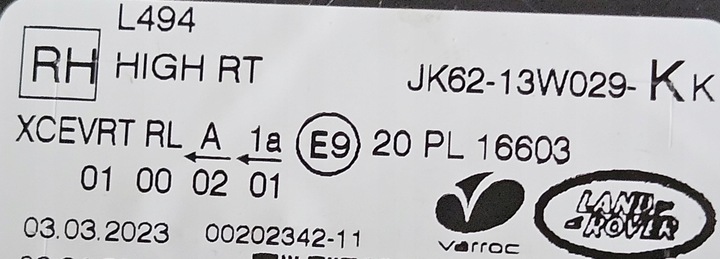 L494
RH HIGH RT JK62-13W029-KK
XCEVRT RL A 1a E9 20 PL 16603
01 00 02 01
03.03.2023 00202342-11 varroc LAND ROVER